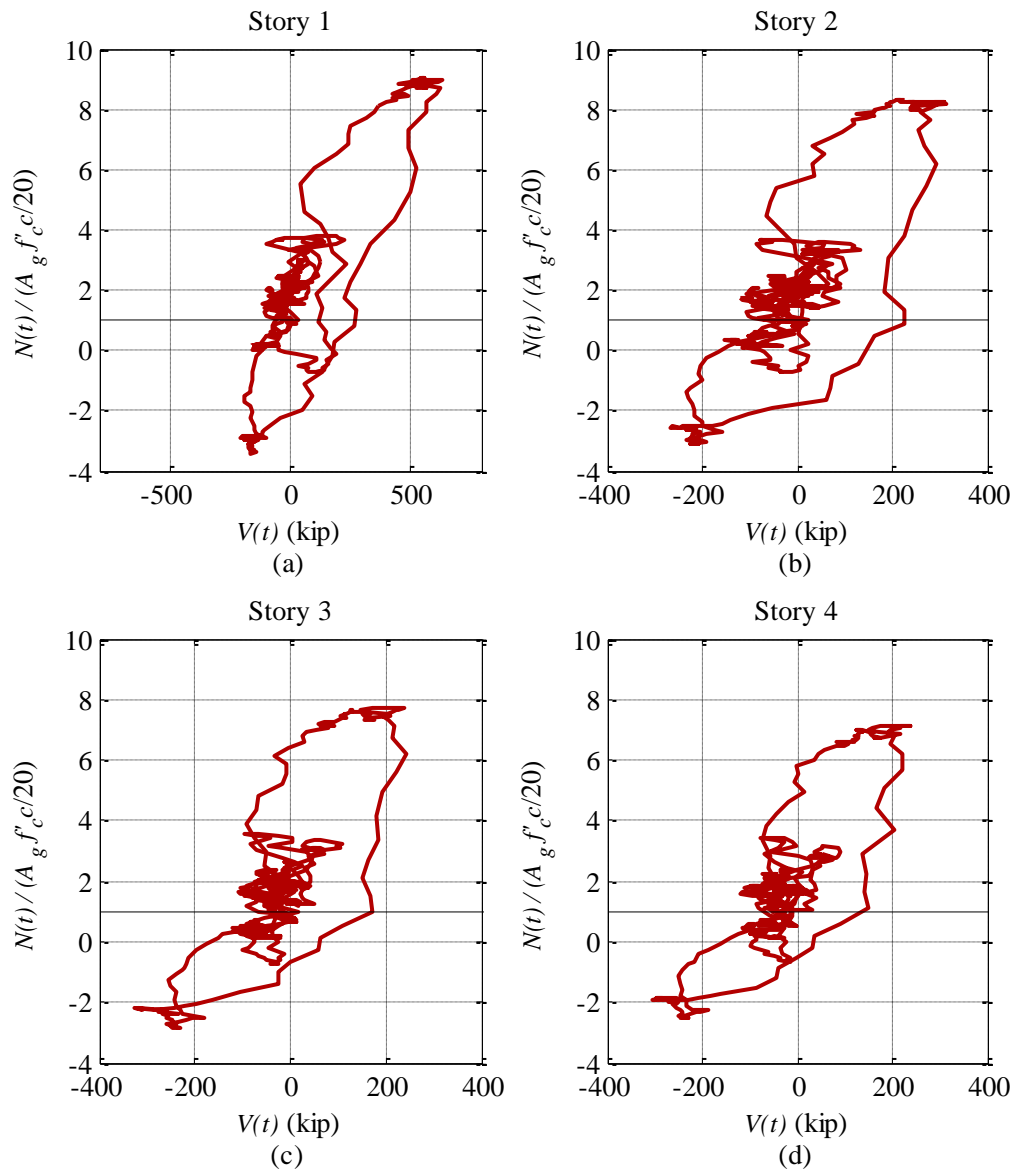 Story 1
10
8
6
4
2
0
-2
-4
N(t) / (A g f'c c/20)
-500 0 500
V(t) (kip)
(a)
Story 2
10
8
6
4
2
0
-2
-4
N(t) / (A g f'c c/20)
-400 -200 0 200 400
V(t) (kip)
(b)
Story 3
10
8
6
4
2
0
-2
-4
N(t) / (A g f'c c/20)
-400 -200 0 200 400
V(t) (kip)
(c)
Story 4
10
8
6
4
2
0
-2
-4
N(t) / (A g f'c c/20)
-400 -200 0 200 400
V(t) (kip)
(d)